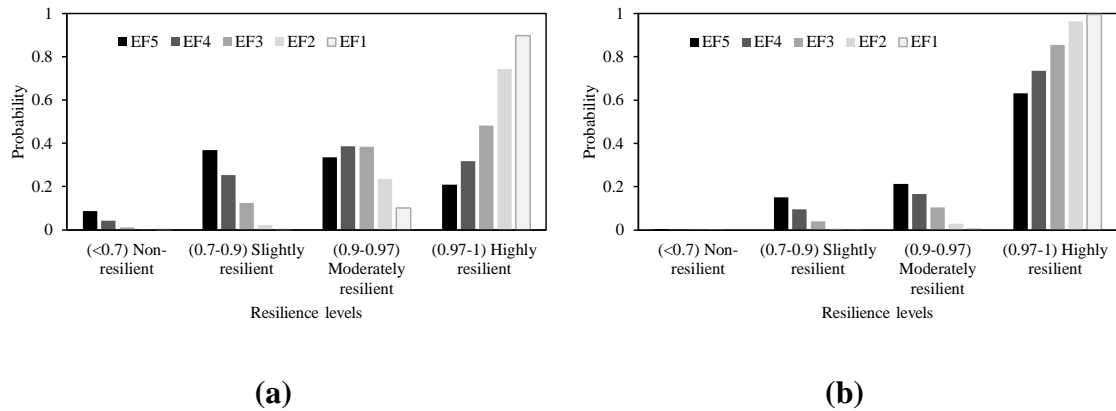 1
0.8
0.6
0.4
0.2
0
Probability
EF5 EF4 EF3 EF2 EF1
(<0.7) Non-
resilient
(0.7-0.9) Slightly
resilient
(0.9-0.97)
Moderately
resilient
(0.97-1) Highly
resilient
Resilience levels
(a)
1
0.8
0.6
0.4
0.2
0
Probability
EF5 EF4 EF3 EF2 EF1
(<0.7) Non-
resilient
(0.7-0.9) Slightly
resilient
(0.9-0.97)
Moderately
resilient
(0.97-1) Highly
resilient
Resilience levels
(b)